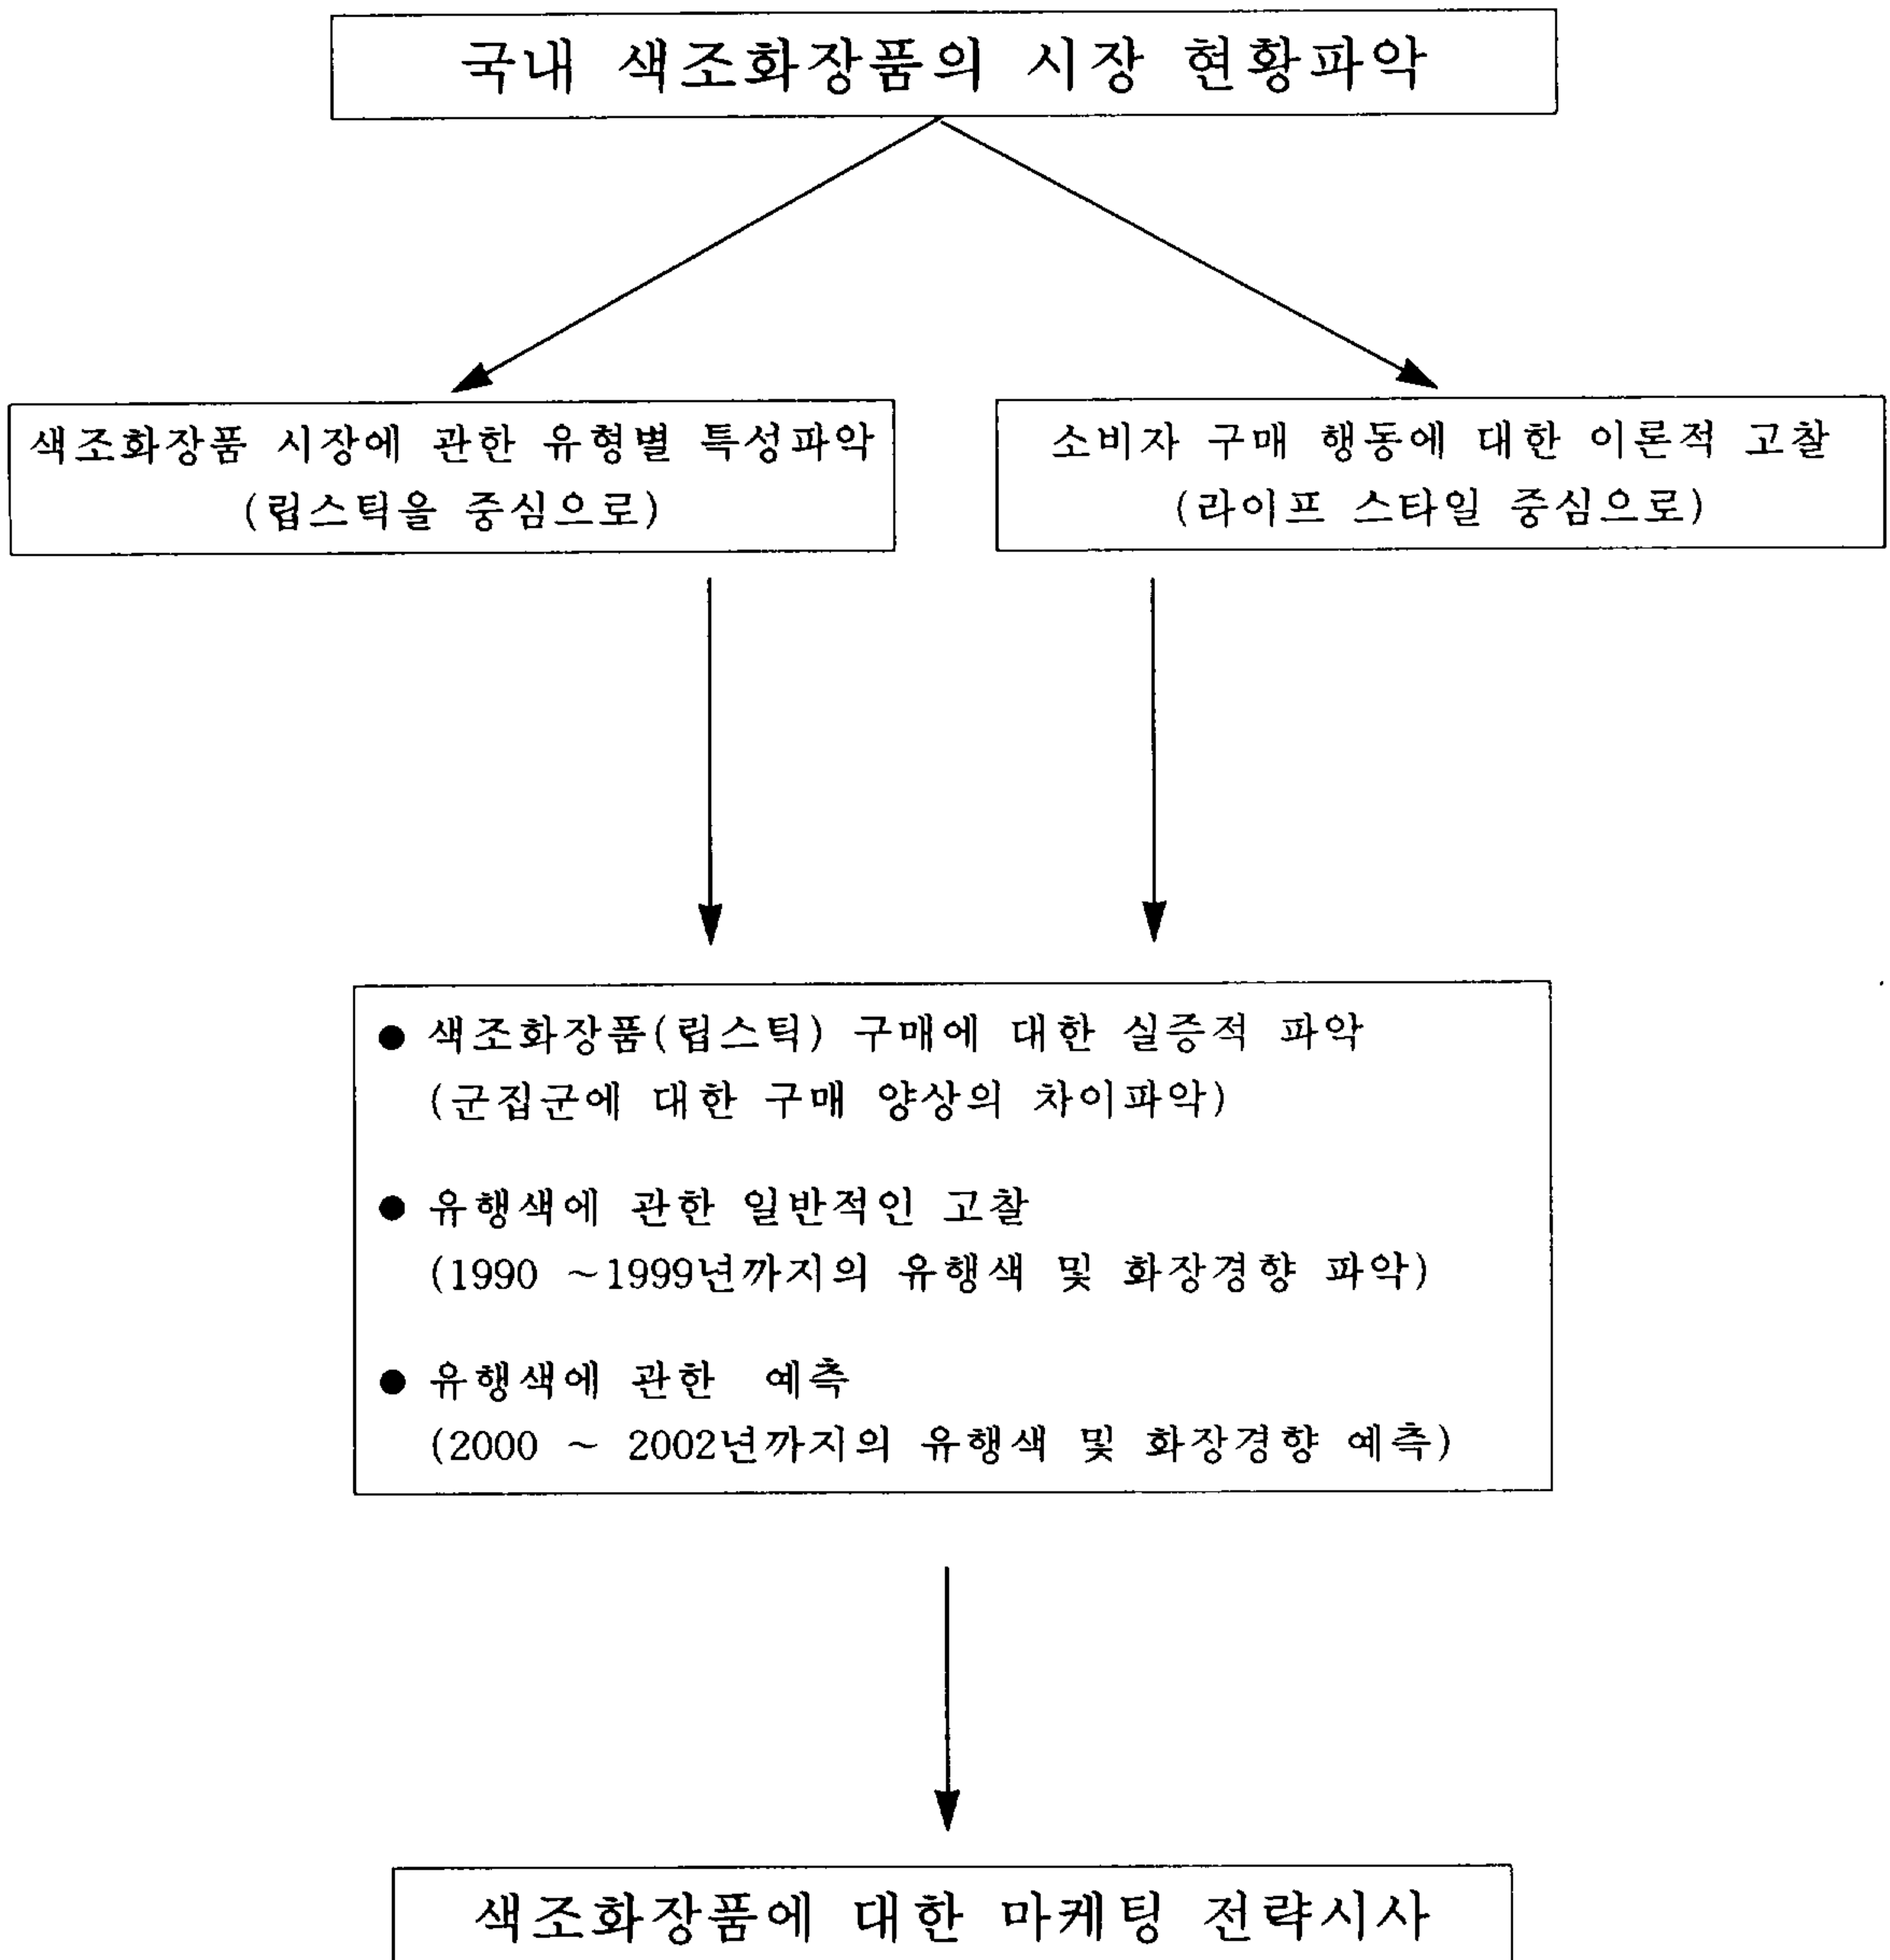 국내 색조화장품의 시장 현황파악
색조화장품 시장에 관한 유형별 특성파악
(립스틱을 중심으로)
소비자 구매 행동에 대한 이론적 고찰
(라이프 스타일 중심으로)
● 색조화장품(립스틱) 구매에 대한 실증적 파악
(군집군에 대한 구매 양상의 차이파악)
● 유행색에 관한 일반적인 고찰
(1990 ~1999년까지의 유행색 및 화장경향 파악)
● 유행색에 관한 예측
(2000 ~ 2002년까지의 유행색 및 화장경향 예측)
색조화장품에 대한 마케팅 전략시사